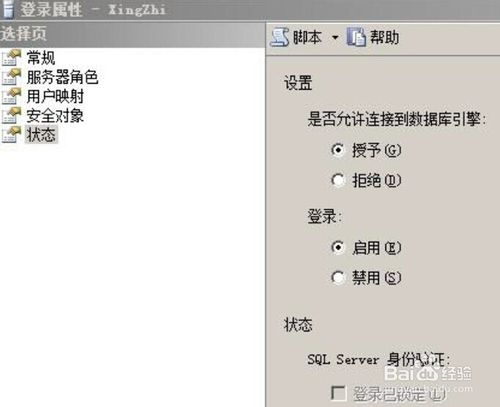 登录属性 - XingZhi
选择页
常规
服务器角色
用户映射
安全对象
状态
脚本 帮助
设置
是否允许连接到数据库引擎:
授予(G)
拒绝(D)
登录:
启用(E)
禁用(S)
状态
SQL Server 身份验证:
登录已锁定(L)
Baidu经验